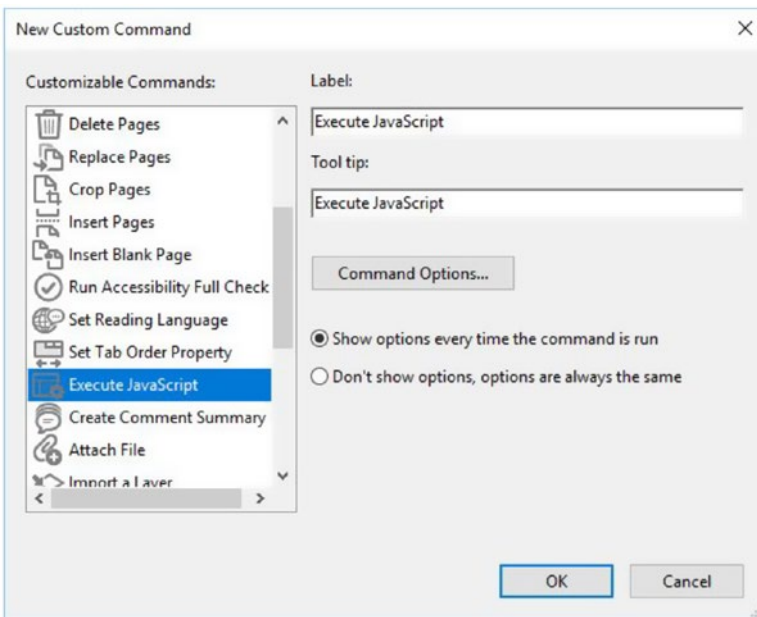 New Custom Command
Customizable Commands:
Delete Pages
Replace Pages
Crop Pages
Insert Pages
Insert Blank Page
Run Accessibility Full Check
Set Reading Language
Set Tab Order Property
Execute JavaScript
Create Comment Summary
Attach File
Import a Layer
Label:
Execute JavaScript
Tool tip:
Execute JavaScript
Command Options...
Show options every time the command is run
Don't show options, options are always the same
OK
Cancel